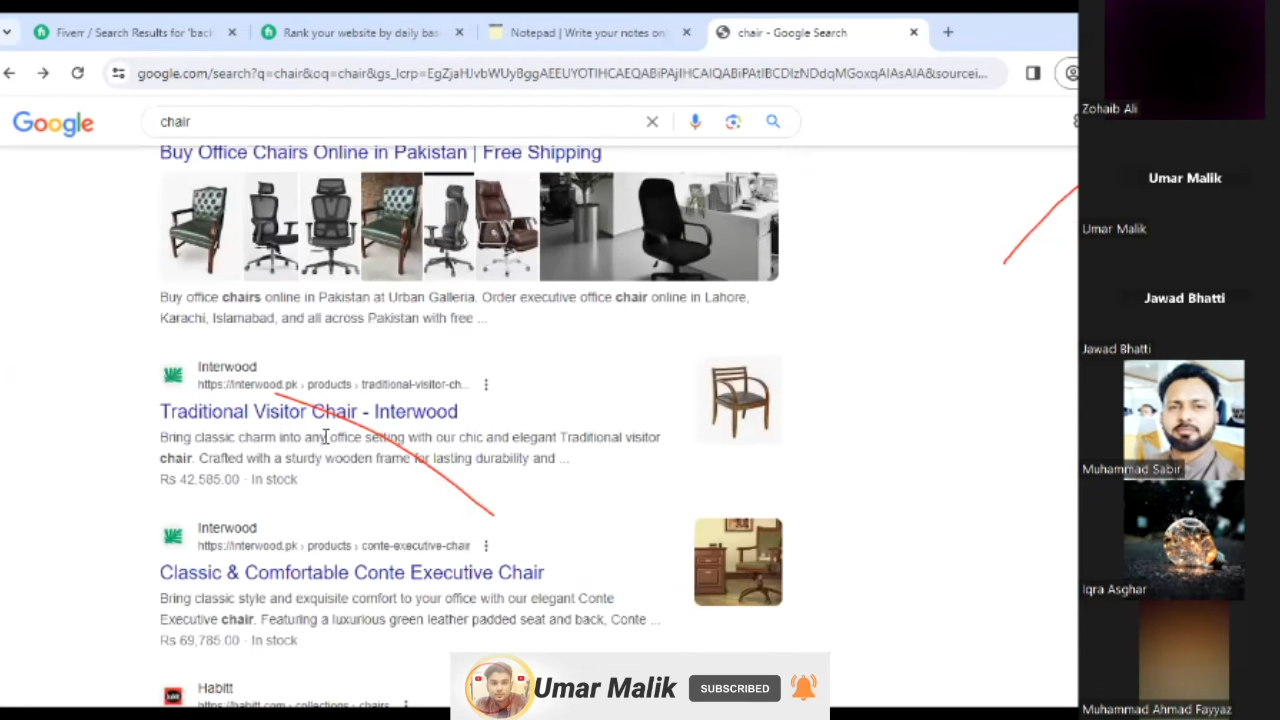 Fiverr / Search Results for 'bacl
Rank your website by daily bas
Notepad | Write your notes on
chair - Google Search
google.com/search?q=chair&oq=chair&gs_lcrp=
Google
chair
Buy Office Chairs Online in Pakistan | Free Shipping
Buy office chairs online in Pakistan at Urban Galleria. Order executive office chair online in Lahore,
Karachi, Islamabad, and all across Pakistan with free ...
Interwood
https://interwood.pk › products › traditional-visitor-ch...
Traditional Visitor Chair - Interwood
Bring classic charm into any office setting with our chic and elegant Traditional visitor
chair. Crafted with a sturdy wooden frame for lasting durability and ...
Rs 42,585.00 · In stock
Interwood
https://interwood.pk › products › conte-executive-chair
Classic & Comfortable Conte Executive Chair
Bring classic style and exquisite comfort to your office with our elegant Conte
Executive chair. Featuring a luxurious green leather padded seat and back, Conte ...
Rs 69,785.00 · In stock
habitt
Habitt
https://habitt.com › collections › chairs
Umar Malik
SUBSCRIBED
Zohaib Ali
Umar Malik
Umar Malik
Jawad Bhatti
Jawad Bhatti
Muhammad Sabir
Iqra Asghar
Muhammad Ahmad Fayyaz